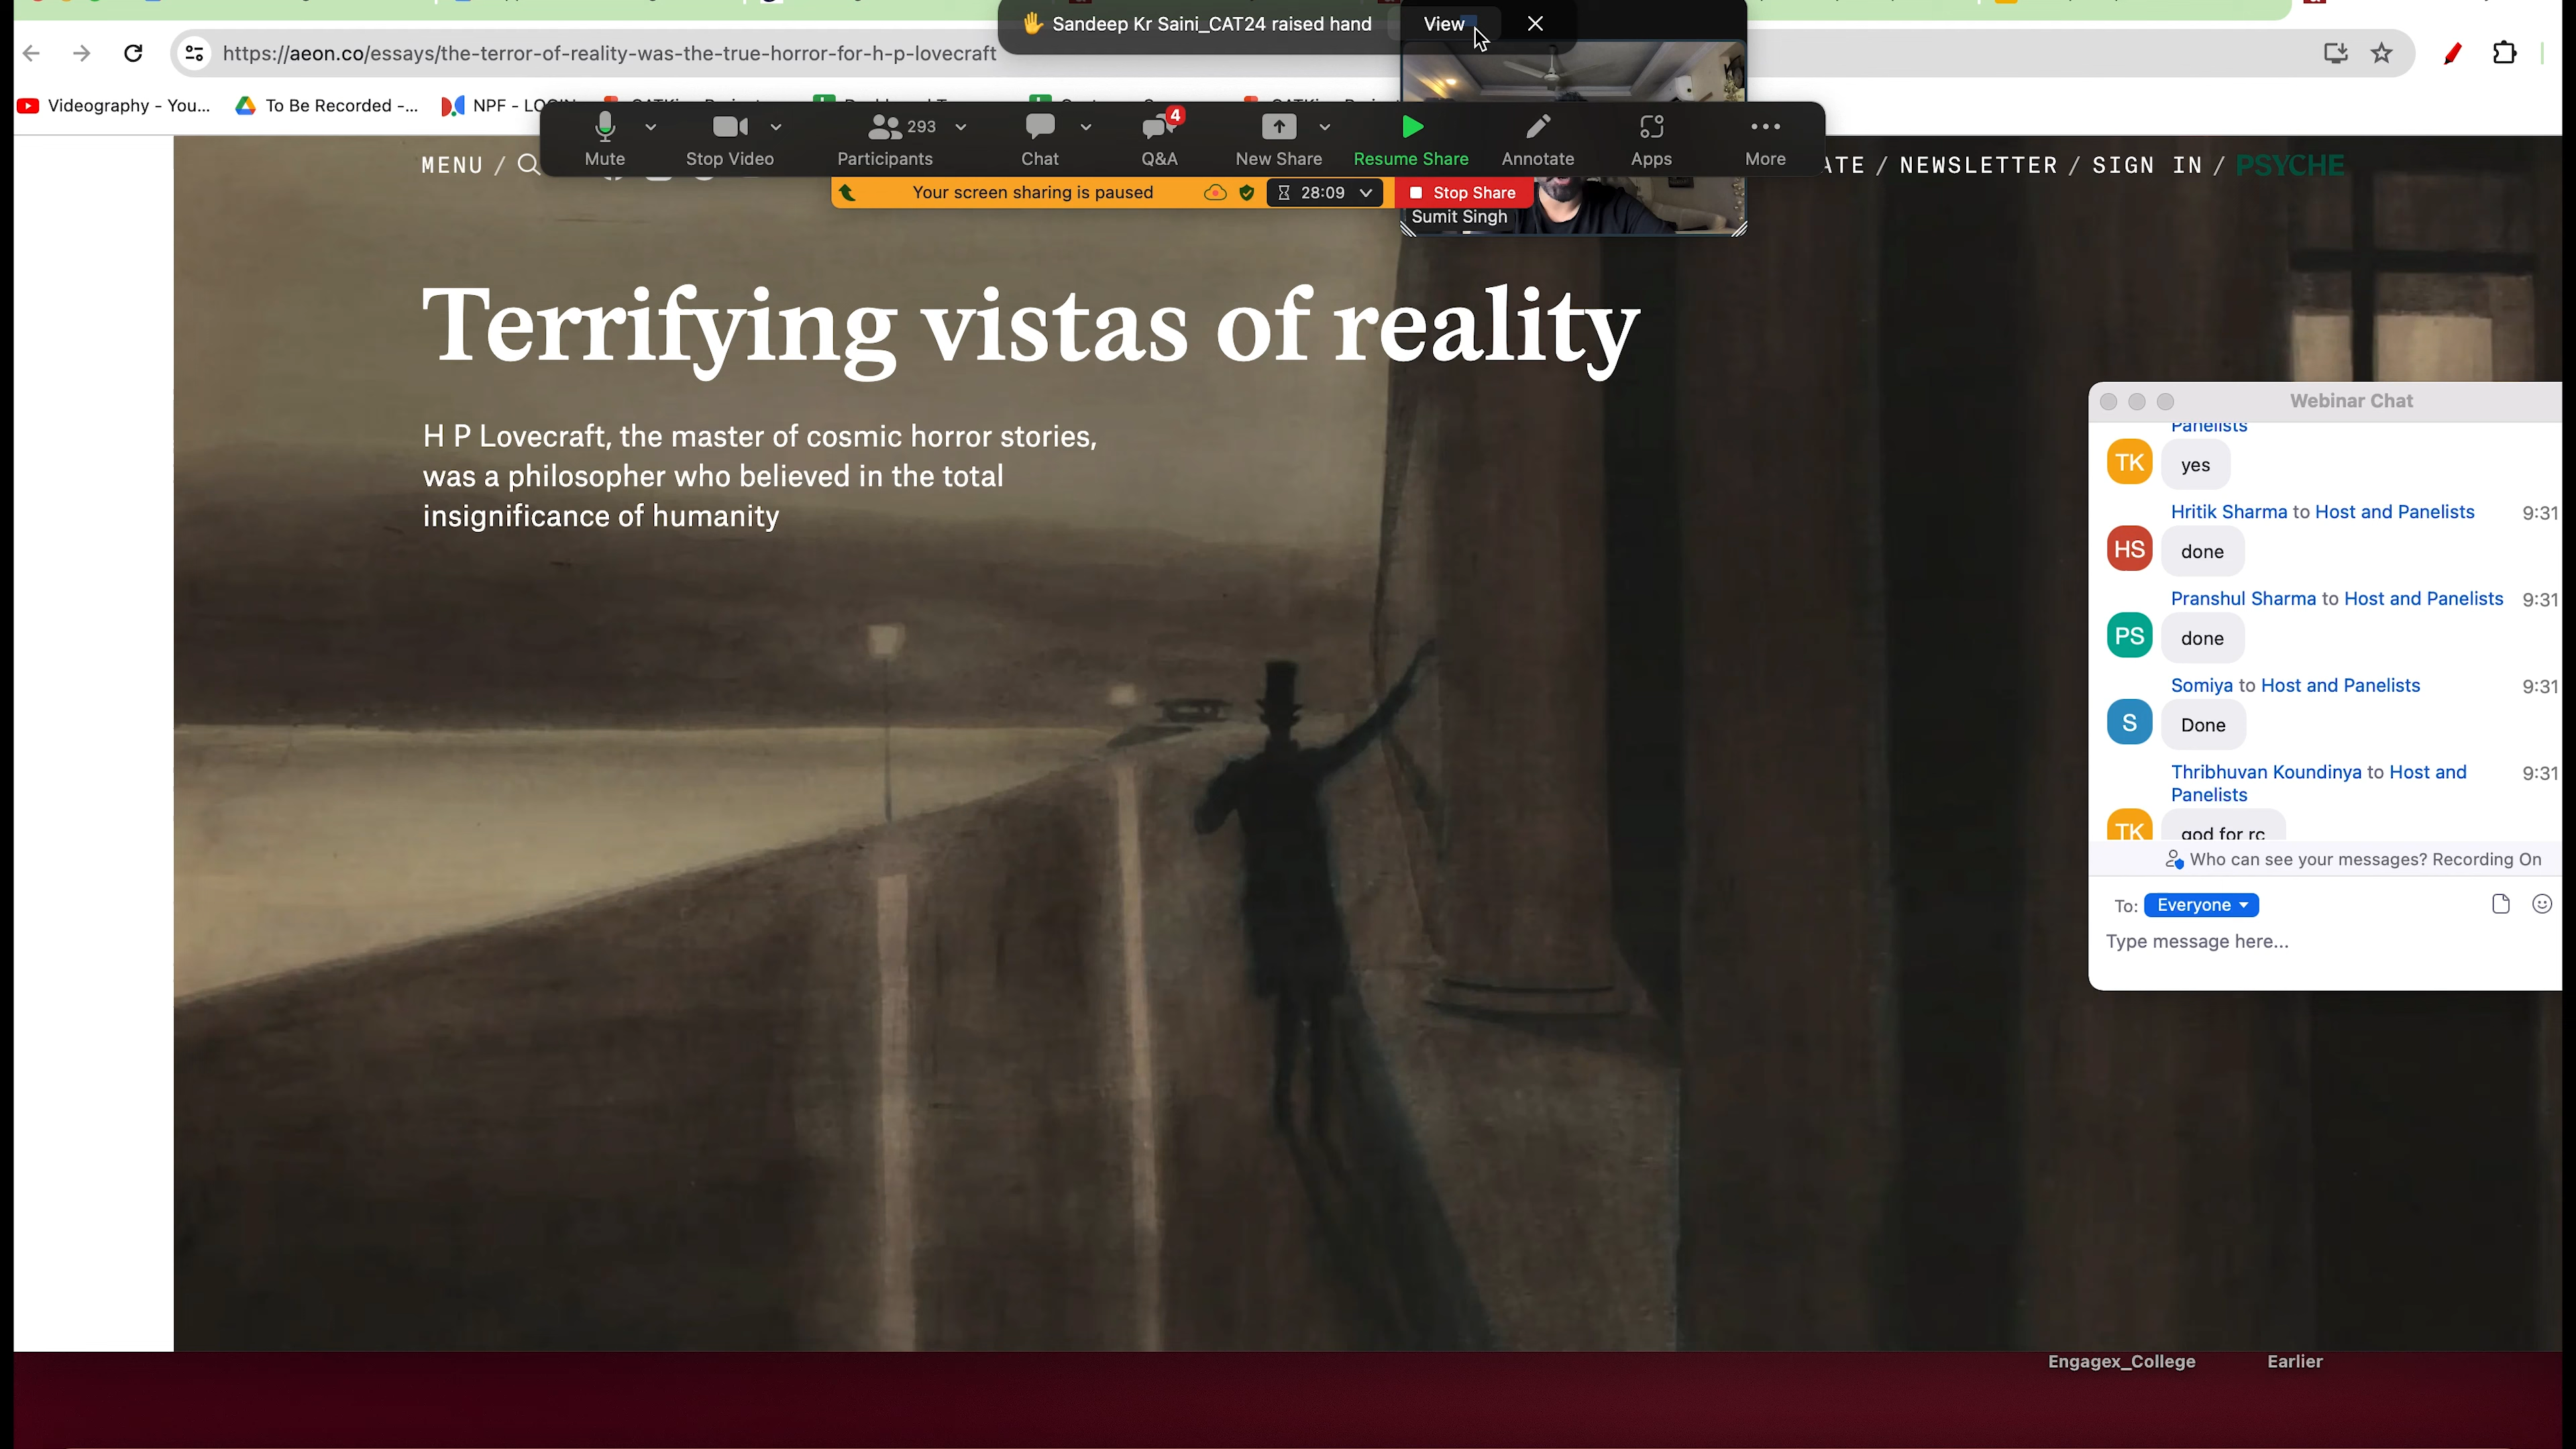 ✋ Sandeep Kr Saini_CAT24 raised hand View
https://aeon.co/essays/the-terror-of-reality-was-the-true-horror-for-h-p-lovecraft
Videography - You... To Be Recorded -... NPF -
293 4
Mute Stop Video Participants Chat Q&A New Share Resume Share Annotate Apps More
MENU / ATE / NEWSLETTER / SIGN IN / PSYCHE
Your screen sharing is paused 28:09 Stop Share
Sumit Singh
Terrifying vistas of reality
H P Lovecraft, the master of cosmic horror stories,
was a philosopher who believed in the total
insignificance of humanity
Webinar Chat
Panelists
TK yes
Hritik Sharma to Host and Panelists 9:31
HS done
Pranshul Sharma to Host and Panelists 9:31
PS done
Somiya to Host and Panelists 9:31
S Done
Thribhuvan Koundinya to Host and 9:31
Panelists
TK god for rc
Who can see your messages? Recording On
To: Everyone
Type message here...
Engagex_College Earlier